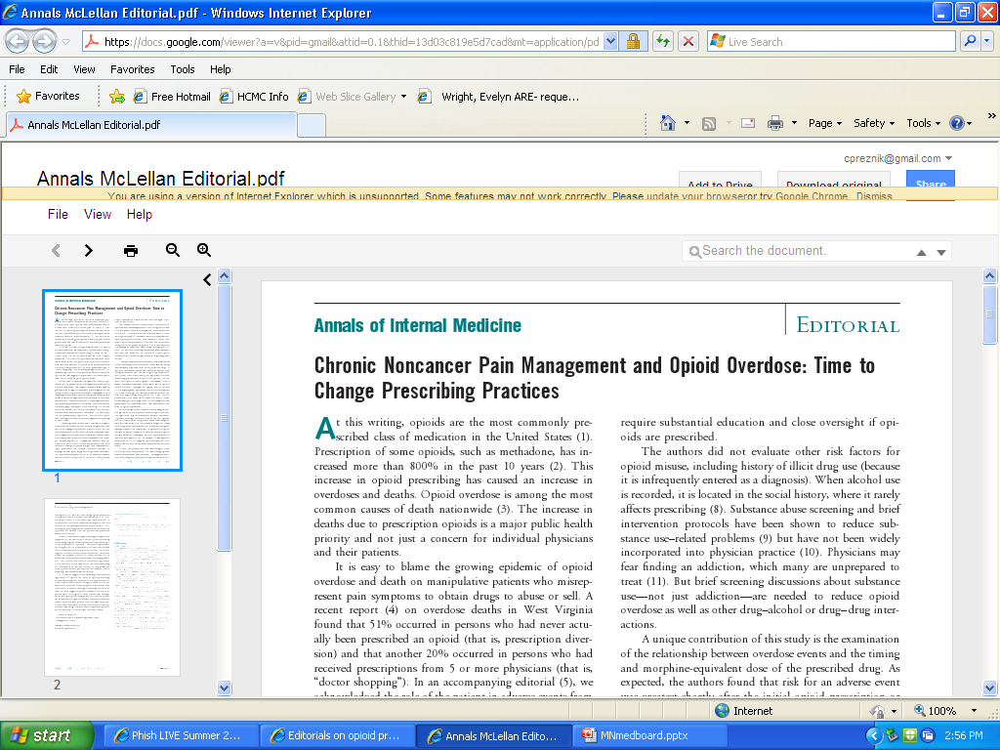 Annals McLellan Editorial.pdf - Windows Internet Explorer
https://docs.google.com/viewer?a=v&pid=gmail&attid=0.1&thid=13d03c819e5d7cad&mt=application/pd
Live Search
File Edit View Favorites Tools Help
Favorites Free Hotmail HCMC Info Web Slice Gallery Wright, Evelyn ARE- reque...
Annals McLellan Editorial.pdf
Page Safety Tools »
cpreznik@gmail.com
Annals McLellan Editorial.pdf
Add to Drive Download original Share
You are using a version of Internet Explorer which is unsupported. Some features may not work correctly. Please update your browser or try Google Chrome. Dismiss
File View Help
Search the document.
1
2
Annals of Internal Medicine
EDITORIAL
Chronic Noncancer Pain Management and Opioid Overdose: Time to
Change Prescribing Practices
At this writing, opioids are the most commonly pre-
scribed class of medication in the United States (1).
Prescription of some opioids, such as methadone, has in-
creased more than 800% in the past 10 years (2). This
increase in opioid prescribing has caused an increase in
overdoses and deaths. Opioid overdose is among the most
common causes of death nationwide (3). The increase in
deaths due to prescription opioids is a major public health
priority and not just a concern for individual physicians
and their patients.
It is easy to blame the growing epidemic of opioid
overdose and death on manipulative patients who misrep-
resent pain symptoms to obtain drugs to abuse or sell. A
recent report (4) on overdose deaths in West Virginia
found that 51% occurred in persons who had never actu-
ally been prescribed an opioid (that is, prescription diver-
sion) and that another 20% occurred in persons who had
received prescriptions from 5 or more physicians (that is,
“doctor shopping”). In an accompanying editorial (5), we
acknowledged the role of the patient in adverse events from
require substantial education and close oversight if opi-
oids are prescribed.
The authors did not evaluate other risk factors for
opioid misuse, including history of illicit drug use (because
it is infrequently entered as a diagnosis). When alcohol use
is recorded, it is located in the social history, where it rarely
affects prescribing (8). Substance abuse screening and brief
intervention protocols have been shown to reduce sub-
stance use–related problems (9) but have not been widely
incorporated into physician practice (10). Physicians may
fear finding an addiction, which many are unprepared to
treat (11). But brief screening discussions about substance
use—not just addiction—are needed to reduce opioid
overdose as well as other drug–alcohol or drug–drug inter-
actions.
A unique contribution of this study is the examination
of the relationship between overdose events and the timing
and morphine-equivalent dose of the prescribed drug. As
expected, the authors found that risk for an adverse event
was greatest shortly after the initial opioid prescription or
Internet 100%
start Phish LIVE Summer 2... Editorials on opioid pr... Annals McLellan Edito... MNmedboard.pptx 2:56 PM